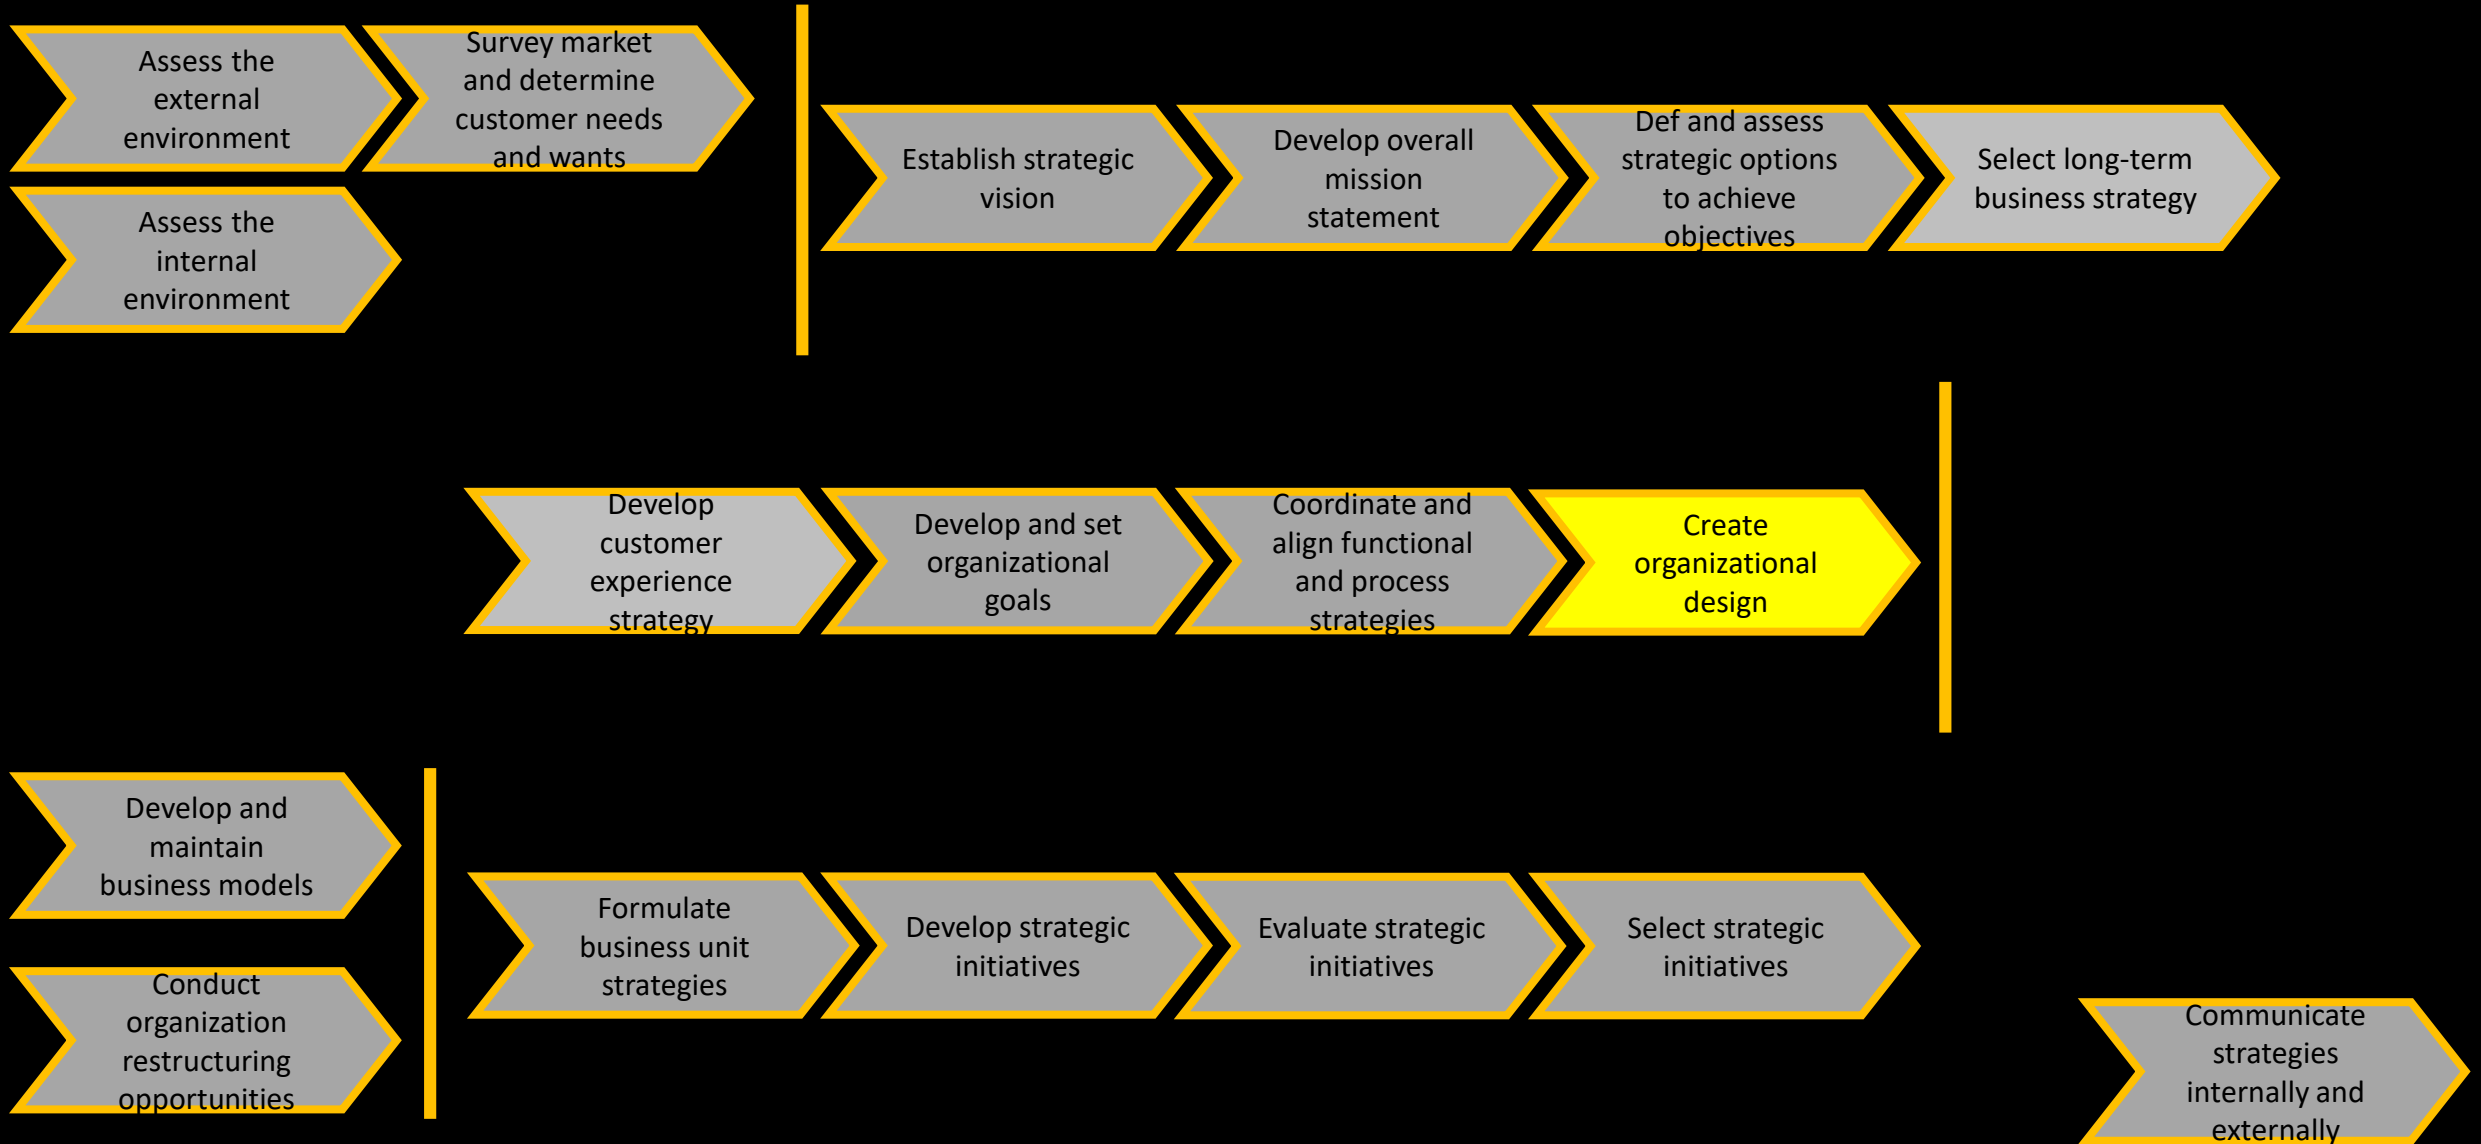 Assess the
external
environment
Survey market
and determine
customer needs
and wants
Assess the
internal
environment
Establish strategic
vision
Develop overall
mission
statement
Def and assess
strategic options
to achieve
objectives
Select long-term
business strategy
Develop
customer
experience
strategy
Develop and set
organizational
goals
Coordinate and
align functional
and process
strategies
Create
organizational
design
Develop and
maintain
business models
Conduct
organization
restructuring
opportunities
Formulate
business unit
strategies
Develop strategic
initiatives
Evaluate strategic
initiatives
Select strategic
initiatives
Communicate
strategies
internally and
externally